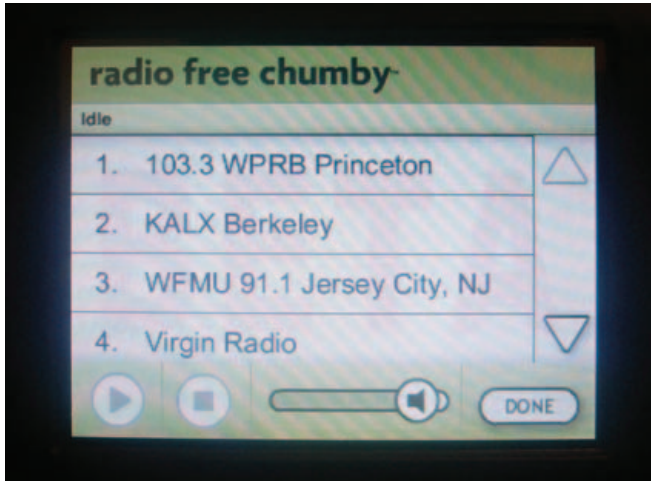 radio free chumby™
Idle
1. 103.3 WPRB Princeton
2. KALX Berkeley
3. WFMU 91.1 Jersey City, NJ
4. Virgin Radio
DONE